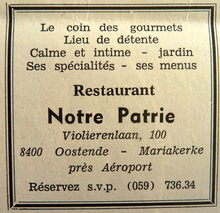 Le coin des gourmets
Lieu de détente
Calme et intime - jardin
Ses spécialités - ses menus
Restaurant
Notre Patrie
Violierenlaan, 100
8400 Oostende - Mariakerke
près Aéroport
Réservez s.v.p. (059) 736.34